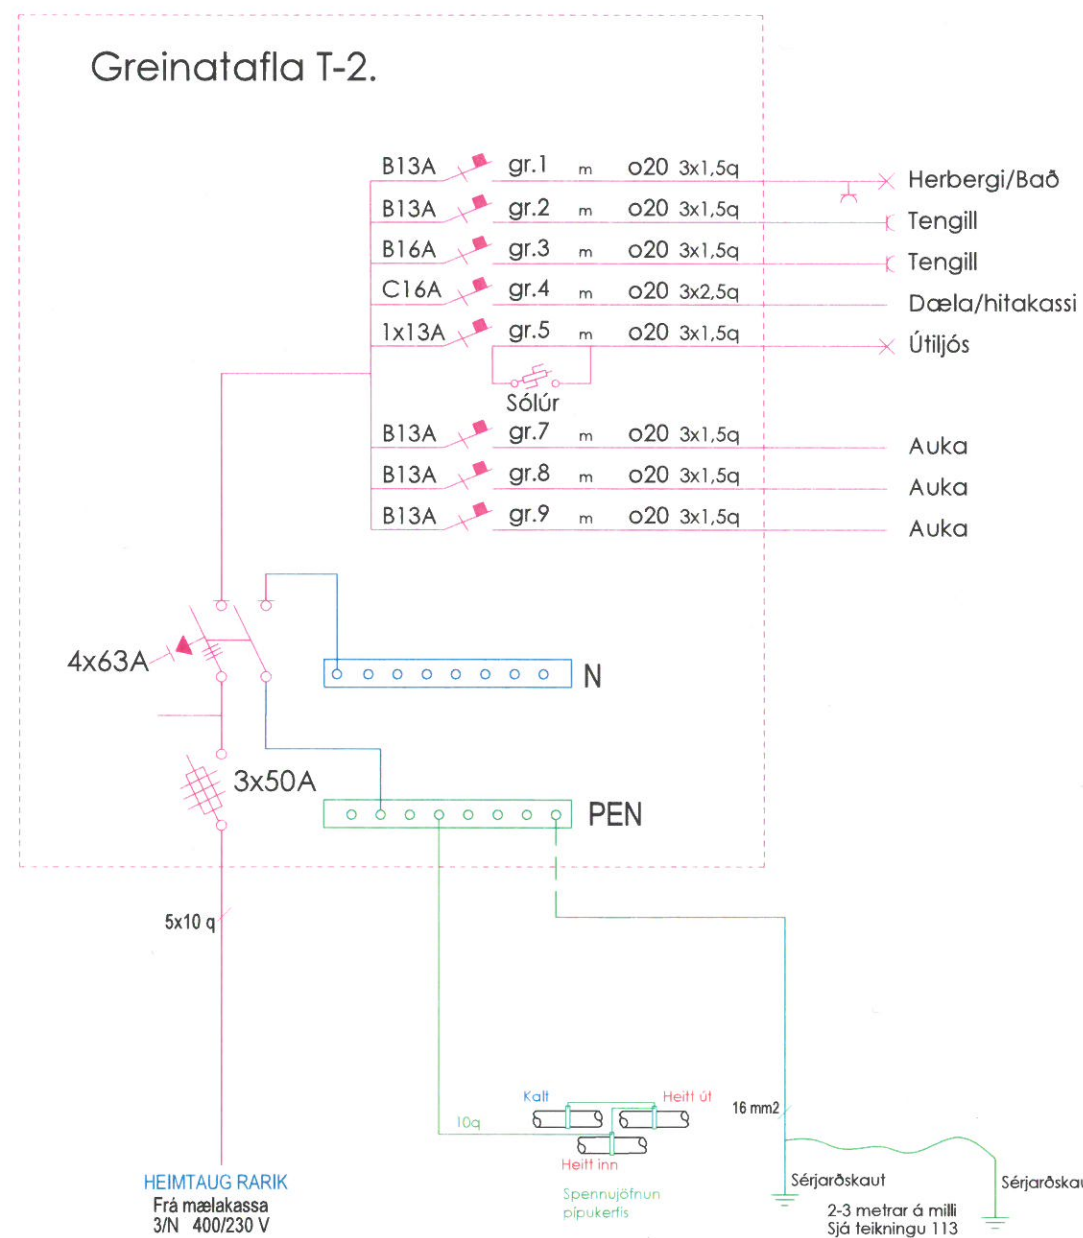 Greinatafla T-2.
B13A gr.1 m o20 3x1,5q Herbergi/Bað
B13A gr.2 m o20 3x1,5q Tengill
B16A gr.3 m o20 3x1,5q Tengill
C16A gr.4 m o20 3x2,5q Dæla/hitakassi
1x13A gr.5 m o20 3x1,5q Útiljós
Sólúr
B13A gr.7 m o20 3x1,5q Auka
B13A gr.8 m o20 3x1,5q Auka
B13A gr.9 m o20 3x1,5q Auka
4x63A
N
3x50A
PEN
5x10 q
Kalt
Heitt út
16 mm2
10q
Heitt inn
HEIMTAUG RARIK
Frá mælakassa
3/N 400/230 V
Spennujöfnun
pípukerfis
Sérjarðskaut
Sérjarðskau
2-3 metrar á milli
Sjá teikningu 113